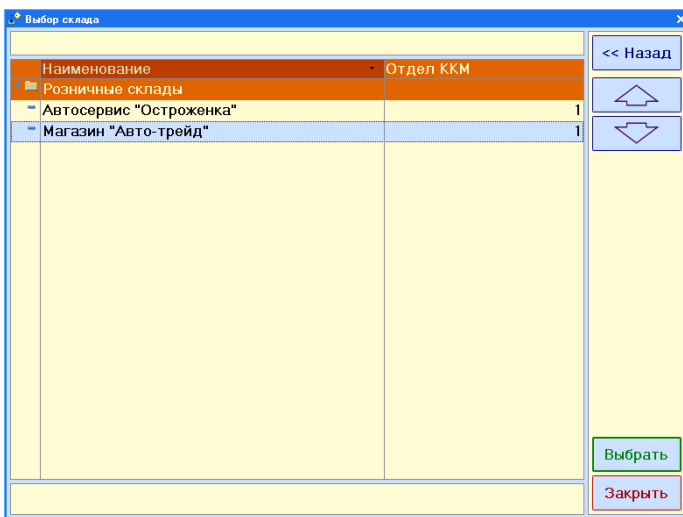 Выбор склада
<< Назад
Наименование Отдел ККМ
Розничные склады
Автосервис "Остроженка" 1
Магазин "Авто-трейд" 1
Выбрать
Закрыть